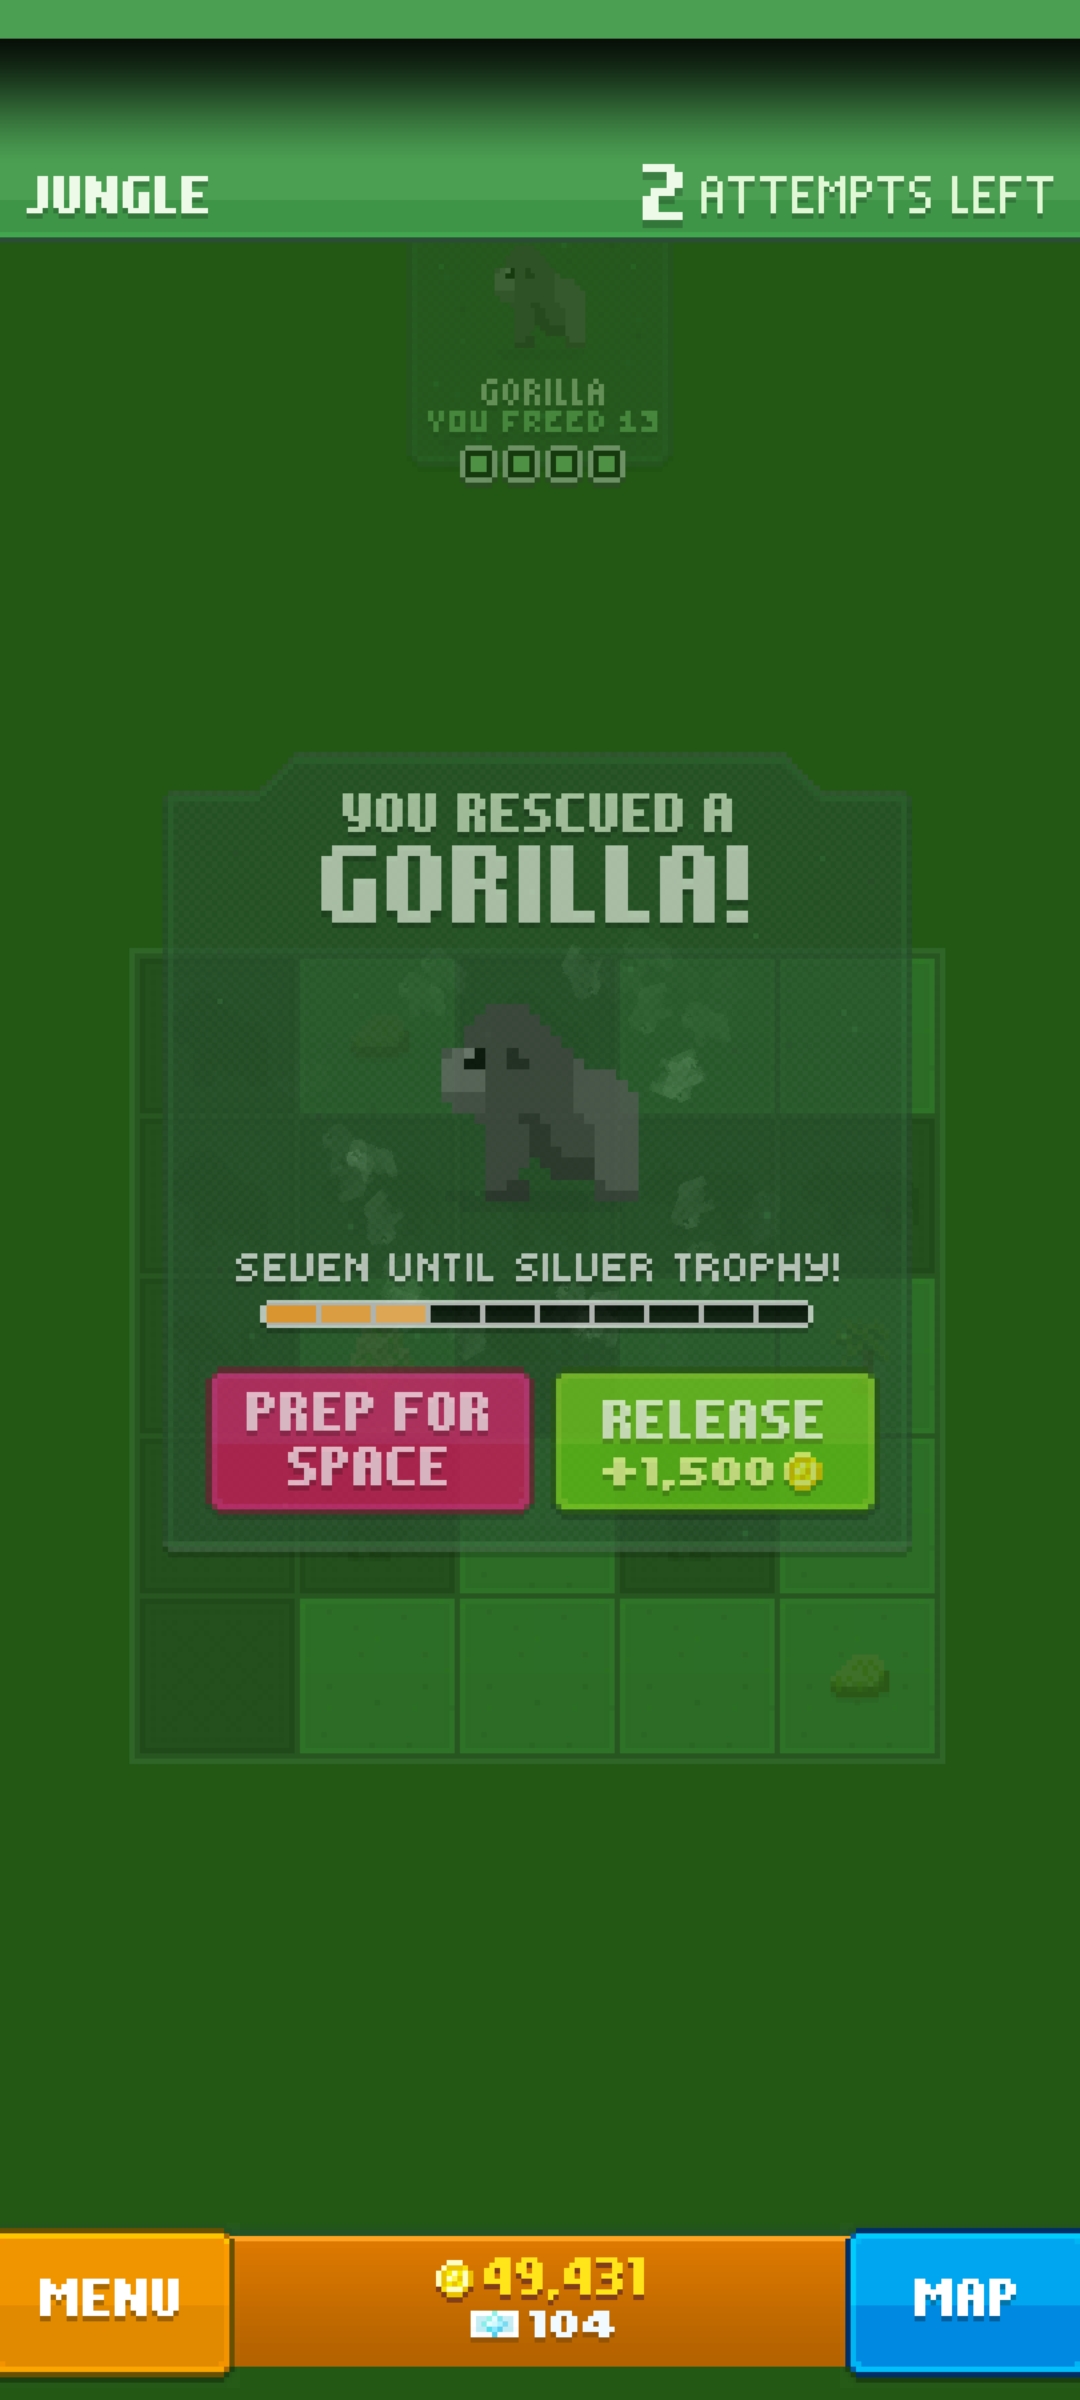 JUNGLE
2 ATTEMPTS LEFT
GORILLA
YOU FREED 13
YOU RESCUED A
GORILLA!
SEVEN UNTIL SILVER TROPHY!
PREP FOR
SPACE
RELEASE
+1,500
MENU
49,431
104
MAP